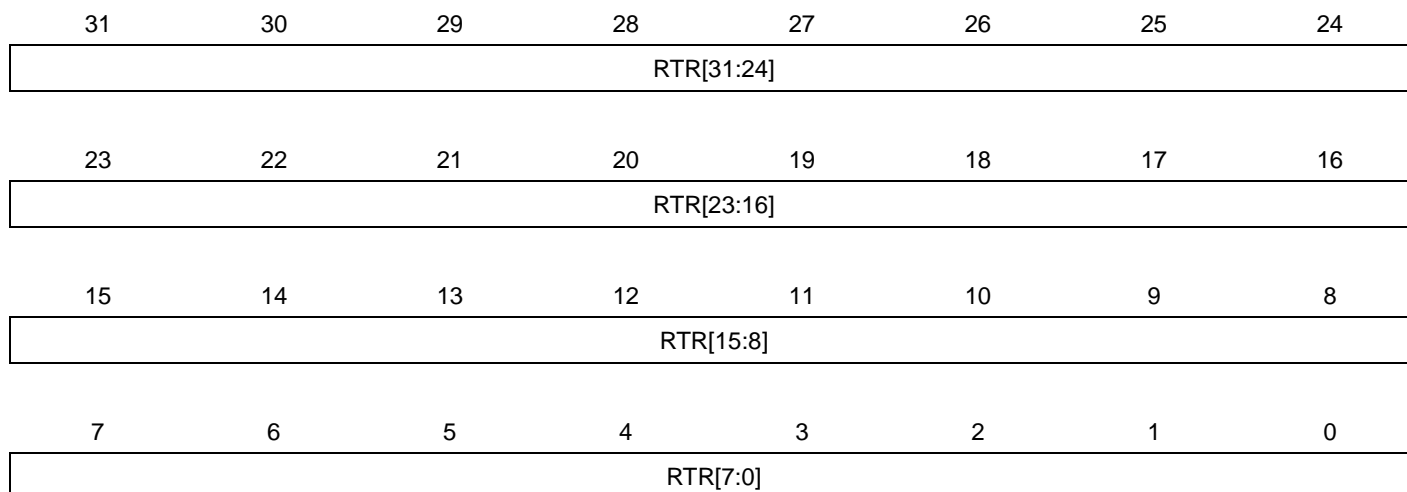 31 30 29 28 27 26 25 24
RTR[31:24]
23 22 21 20 19 18 17 16
RTR[23:16]
15 14 13 12 11 10 9 8
RTR[15:8]
7 6 5 4 3 2 1 0
RTR[7:0]